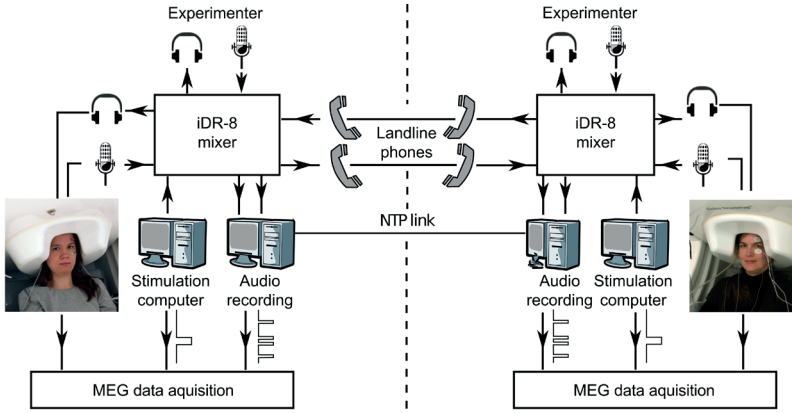 Experimenter
Experimenter
iDR-8
mixer
Landline
phones
iDR-8
mixer
NTP link
Stimulation
computer
Audio
recording
Audio
recording
Stimulation
computer
MEG data aquisition
MEG data aquisition